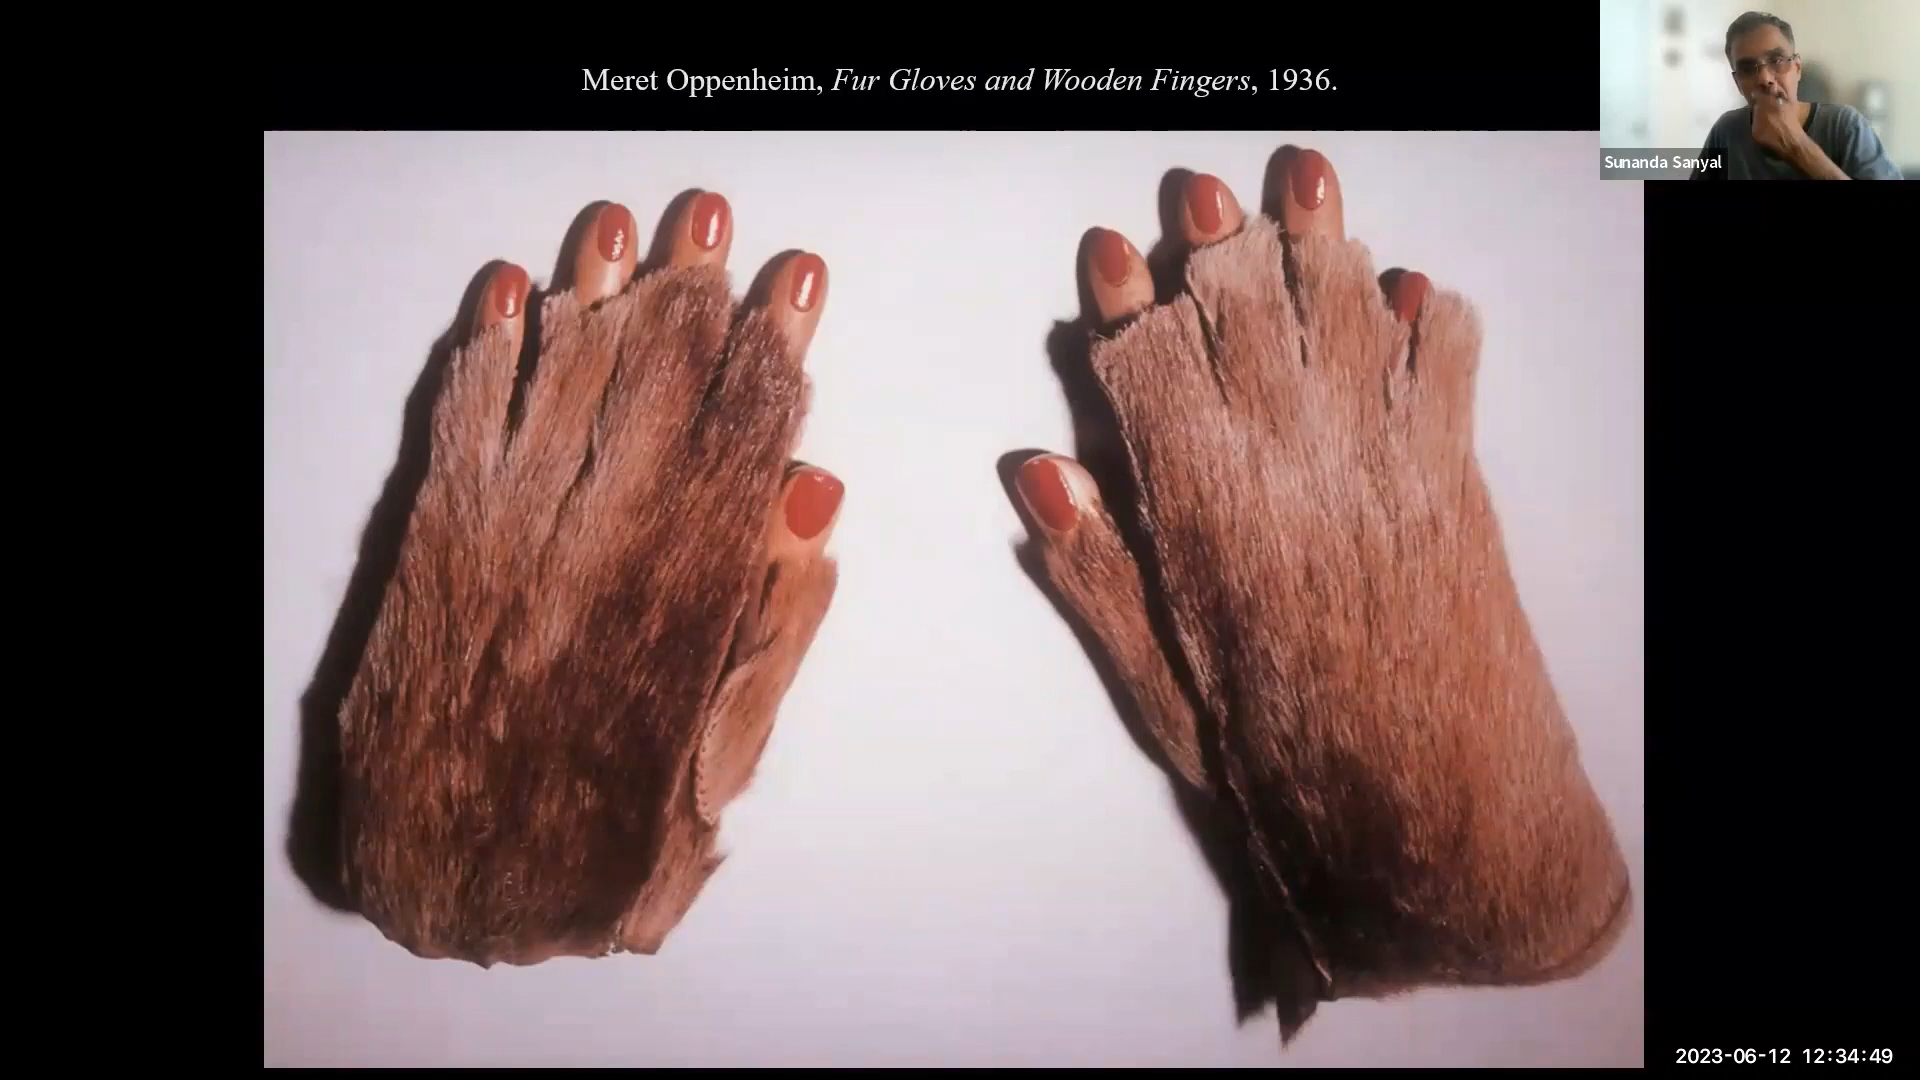 Meret Oppenheim, Fur Gloves and Wooden Fingers, 1936.
Sunanda Sanyal
2023-06-12 12:34:49